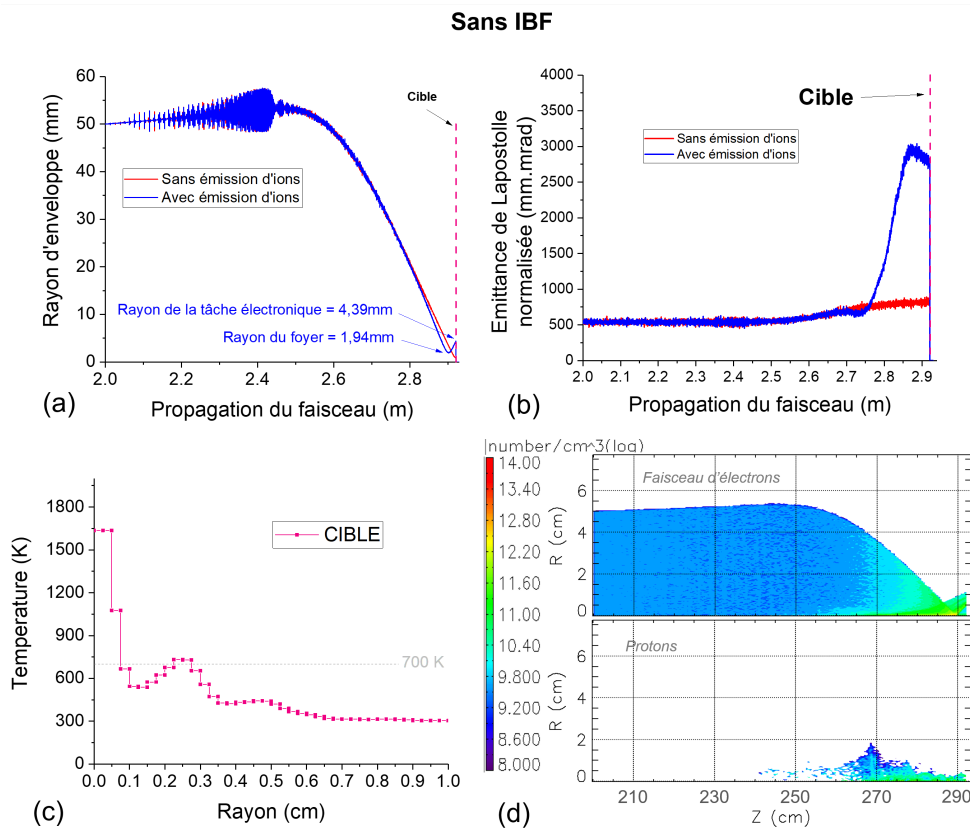 Sans IBF
Rayon d'enveloppe (mm)
60
50
40
30
20
10
0
2.0
2.2
2.4
2.6
2.8
Propagation du faisceau (m)
Cible
Sans émission d'ions
Avec émission d'ions
Rayon de la tâche électronique = 4,39mm
Rayon du foyer = 1,94mm
(a)
Emittance de Lapostolle
normalisée (mm.mrad)
4000
3500
3000
2500
2000
1500
1000
500
0
2.0 2.1 2.2 2.3 2.4 2.5 2.6 2.7 2.8 2.9
Propagation du faisceau (m)
Cible
Sans émission d'ions
Avec émission d'ions
(b)
Temperature (K)
1800
1500
1200
900
600
300
0
0.0 0.1 0.2 0.3 0.4 0.5 0.6 0.7 0.8 0.9 1.0
Rayon (cm)
CIBLE
700 K
(c)
number/cm^3(log)
14.00
13.40
12.80
12.20
11.60
11.00
10.40
9.800
9.200
8.600
8.000
Faisceau d'électrons
R (cm)
6
4
2
0
Protons
R (cm)
6
4
2
0
210 230 250 270 290
Z (cm)
(d)